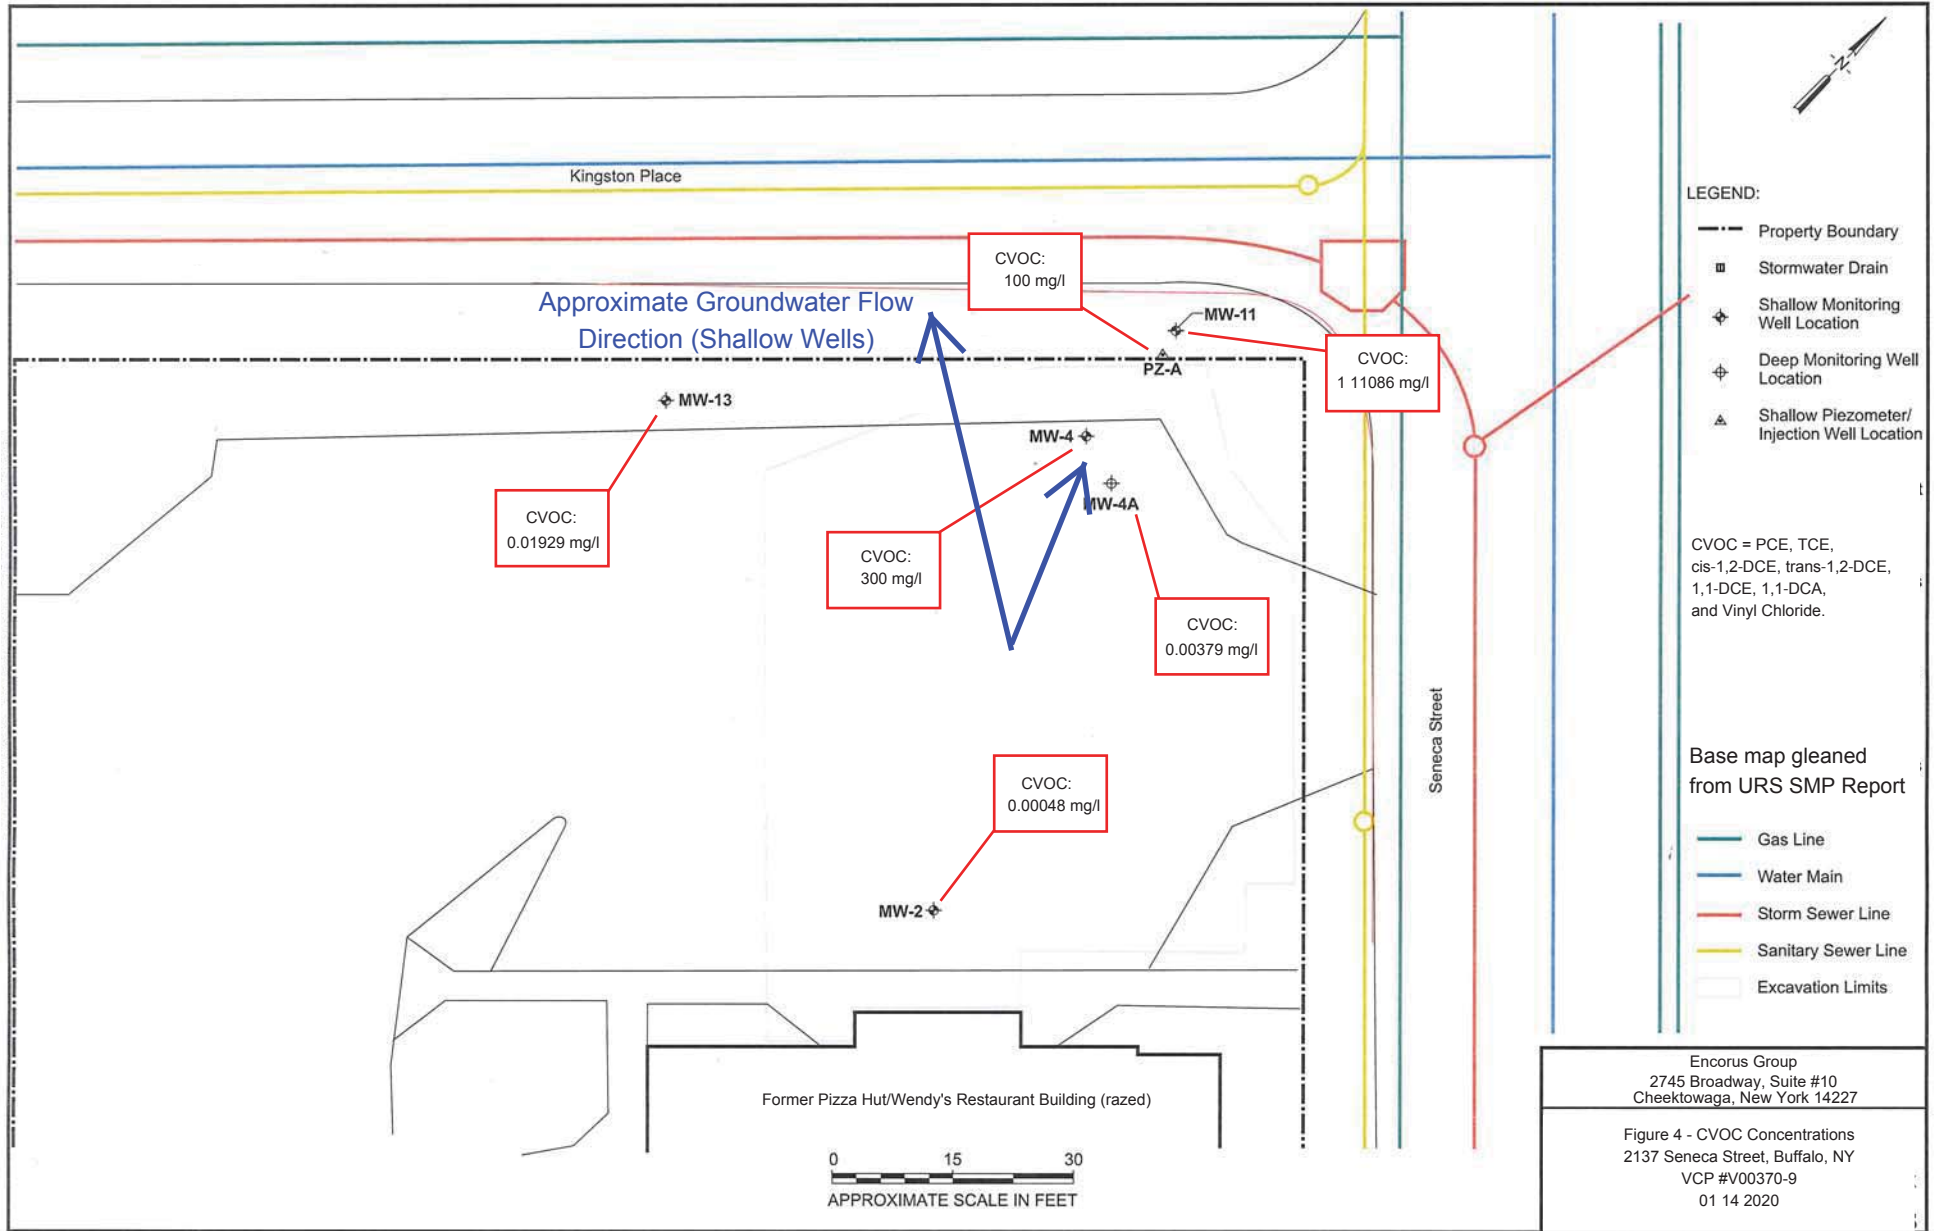 N
Kingston Place
LEGEND:
Property Boundary
Stormwater Drain
Shallow Monitoring
Well Location
Deep Monitoring Well
Location
Shallow Piezometer/
Injection Well Location
CVOC:
100 mg/l
Approximate Groundwater Flow
Direction (Shallow Wells)
MW-11
PZ-A
CVOC:
1 11086 mg/l
MW-13
MW-4
MW-4A
CVOC:
0.01929 mg/l
CVOC:
300 mg/l
CVOC:
0.00379 mg/l
CVOC = PCE, TCE,
cis-1,2-DCE, trans-1,2-DCE,
1,1-DCE, 1,1-DCA,
and Vinyl Chloride.
Seneca Street
CVOC:
0.00048 mg/l
MW-2
Base map gleaned
from URS SMP Report
Gas Line
Water Main
Storm Sewer Line
Sanitary Sewer Line
Excavation Limits
Former Pizza Hut/Wendy's Restaurant Building (razed)
0 15 30
APPROXIMATE SCALE IN FEET
Encorus Group
2745 Broadway, Suite #10
Cheektowaga, New York 14227
Figure 4 - CVOC Concentrations
2137 Seneca Street, Buffalo, NY
VCP #V00370-9
01 14 2020